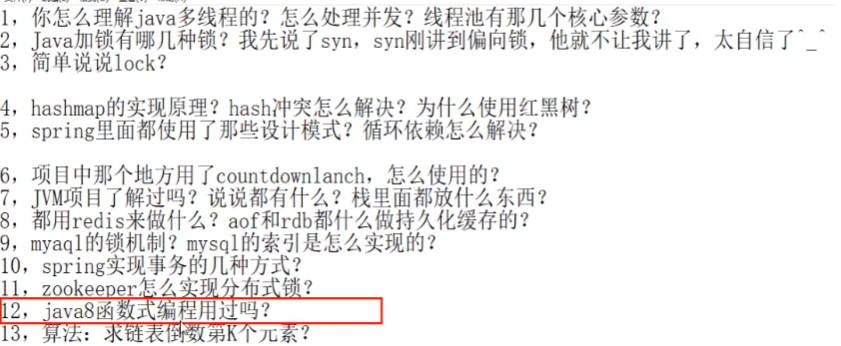 1, 你怎么理解java多线程的？怎么处理并发？线程池有那几个核心参数？
2, Java加锁有哪几种锁？我先说了syn, syn刚讲到偏向锁, 他就不让我讲了, 太自信了^_^
3, 简单说说lock？
4, hashmap的实现原理？hash冲突怎么解决？为什么使用红黑树？
5, spring里面都使用了那些设计模式？循环依赖怎么解决？
6, 项目中那个地方用了countdownlanch, 怎么使用的？
7, JVM项目了解过吗？说说都有什么？栈里面都放什么东西？
8, 都用redis来做什么？aof和rdb都什么做持久化缓存的？
9, myaql的锁机制？mysql的索引是怎么实现的？
10, spring实现事务的几种方式？
11, zookeeper怎么实现分布式锁？
12, java8函数式编程用过吗？
13, 算法：求链表倒数第K个元素？